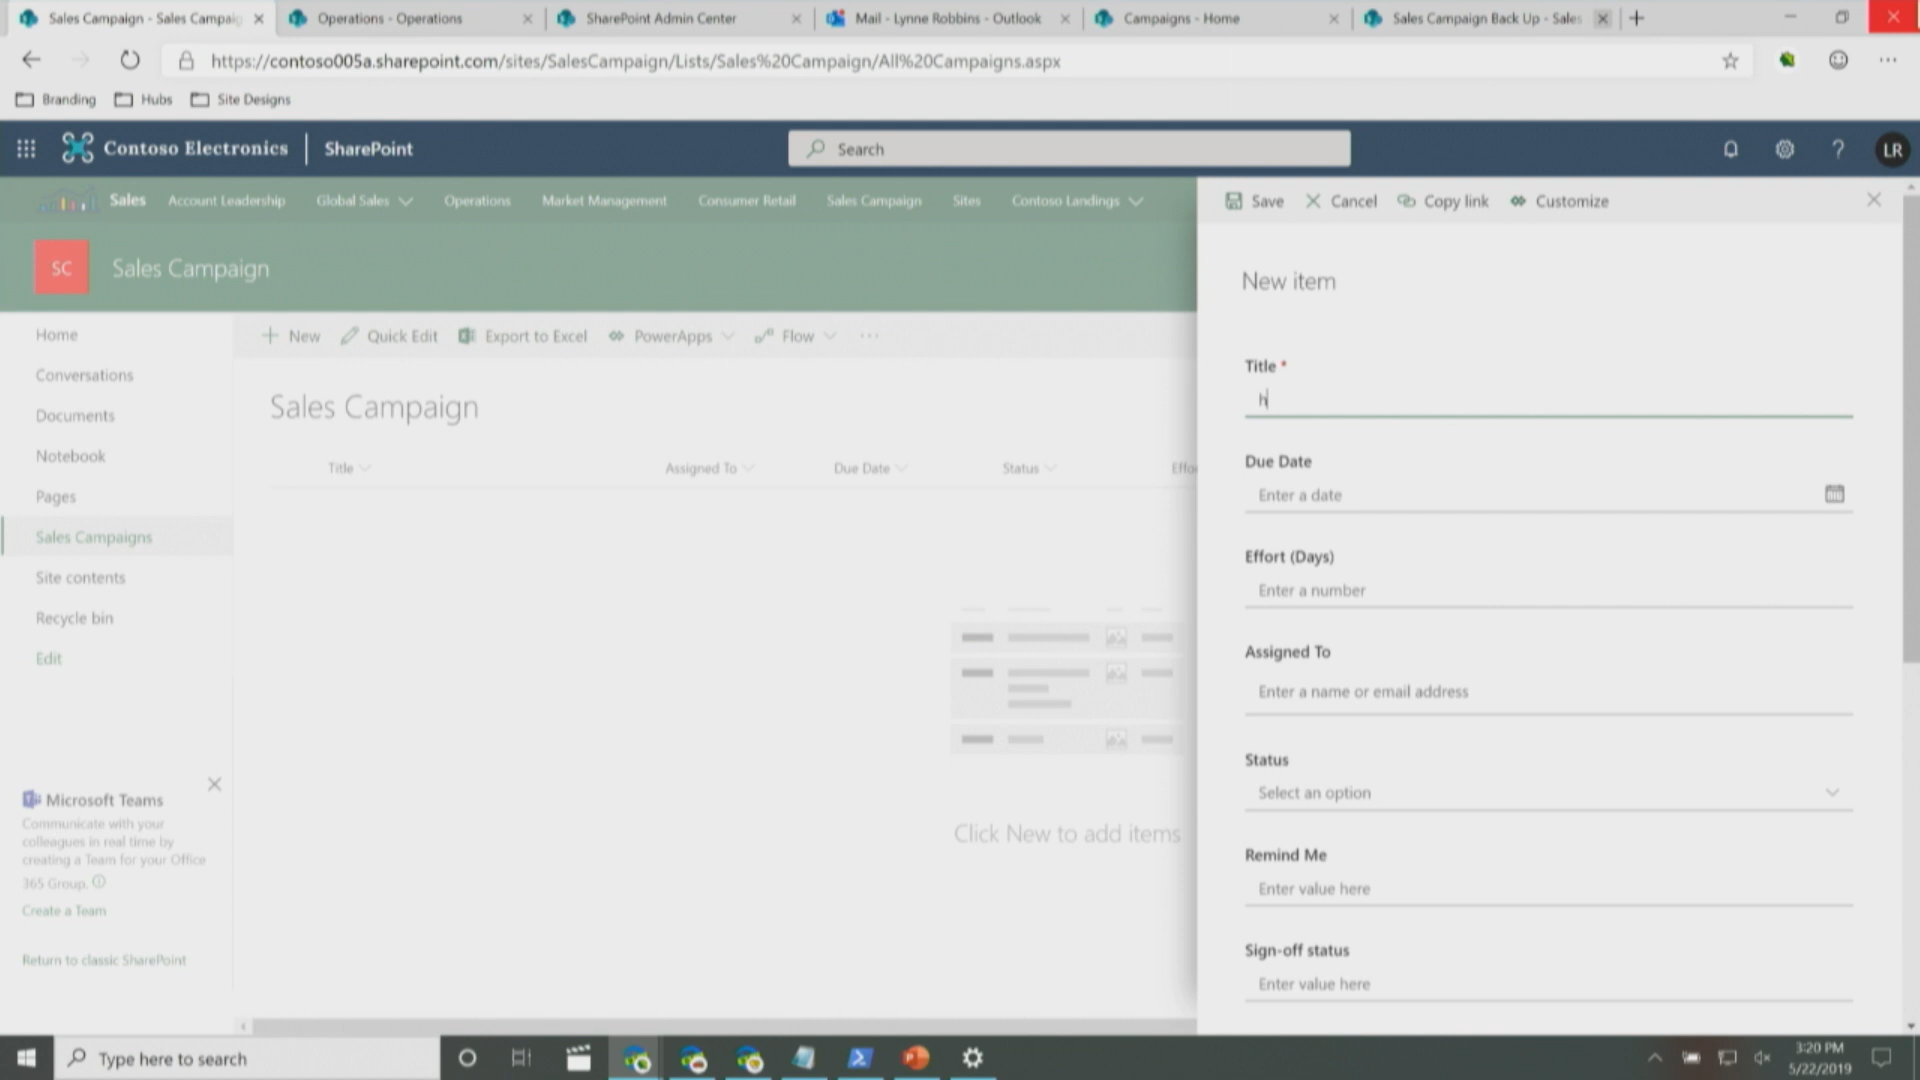 Sales Campaign - Sales Campaig
Operations - Operations
SharePoint Admin Center
Mail - Lynne Robbins - Outlook
Campaigns - Home
Sales Campaign Back Up - Sales
https://contoso005a.sharepoint.com/sites/SalesCampaign/Lists/Sales%20Campaign/All%20Campaigns.aspx
Branding Hubs Site Designs
Contoso Electronics SharePoint Search ? LR
Sales Account Leadership Global Sales Operations Market Management Consumer Retail Sales Campaign Sites Contoso Landings
Save Cancel Copy link Customize
SC Sales Campaign
New item
Home
Conversations
Documents
Notebook
Pages
Sales Campaigns
Site contents
Recycle bin
Edit
New Quick Edit Export to Excel PowerApps Flow ...
Sales Campaign
Title Assigned To Due Date Status Effo
Click New to add items
Title *
h
Due Date
Enter a date
Effort (Days)
Enter a number
Assigned To
Enter a name or email address
Status
Select an option
Remind Me
Enter value here
Sign-off status
Enter value here
Microsoft Teams
Communicate with your
colleagues in real time by
creating a Team for your Office
365 Group.
Create a Team
Return to classic SharePoint
Type here to search
3:20 PM
5/22/2019